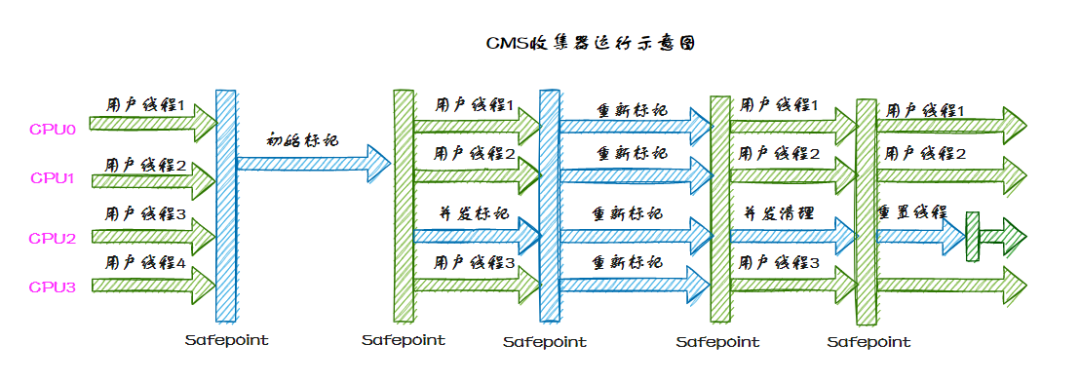 CMS收集器运行示意图
用户线程1
用户线程1
重新标记
用户线程1
用户线程1
CPU0
初始标记
用户线程2
用户线程2
重新标记
用户线程2
用户线程2
CPU1
用户线程3
并发标记
重新标记
并发清理
重置线程
CPU2
用户线程4
用户线程3
重新标记
用户线程3
CPU3
Safepoint
Safepoint
Safepoint
Safepoint
Safepoint